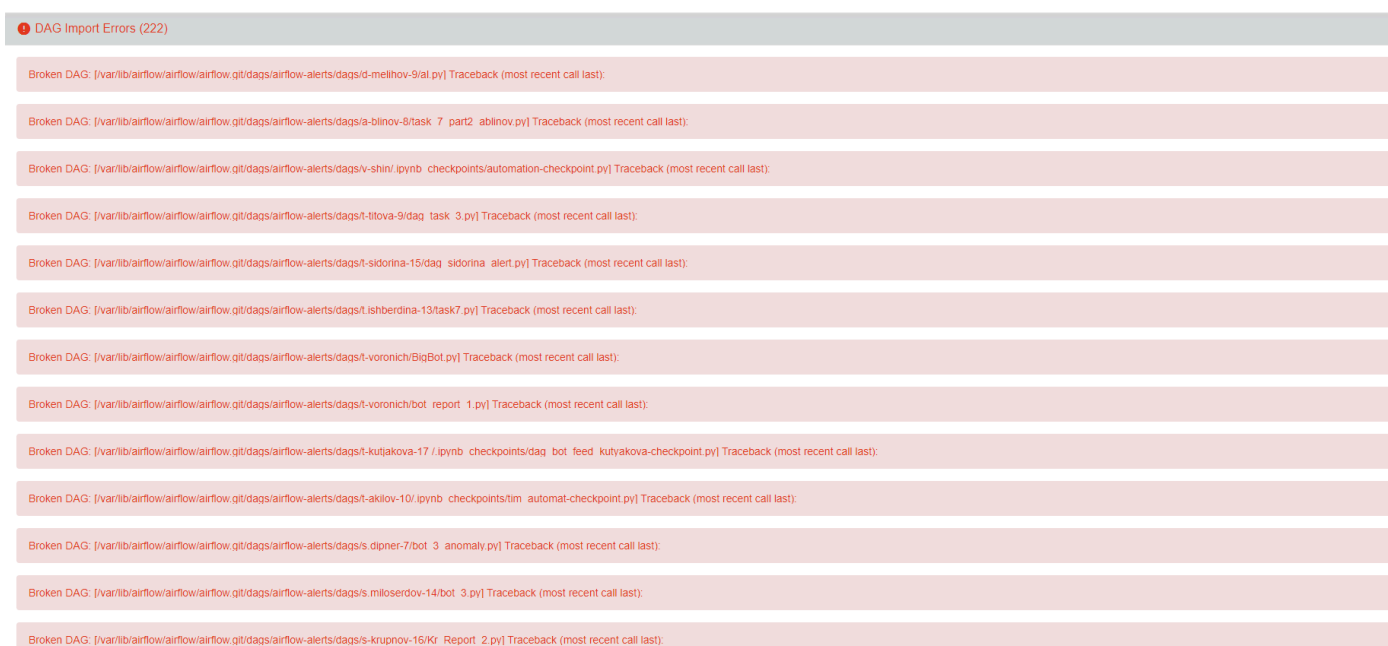 DAG Import Errors (222)
Broken DAG: [/var/lib/airflow/airflow/airflow.git/dags/airflow-alerts/dags/d-melihov-9/al.py] Traceback (most recent call last):
Broken DAG: [/var/lib/airflow/airflow/airflow.git/dags/airflow-alerts/dags/a-blinov-8/task_7_part2_ablinov.py] Traceback (most recent call last):
Broken DAG: [/var/lib/airflow/airflow/airflow.git/dags/airflow-alerts/dags/v-shin/.ipynb_checkpoints/automation-checkpoint.py] Traceback (most recent call last):
Broken DAG: [/var/lib/airflow/airflow/airflow.git/dags/airflow-alerts/dags/t-titova-9/dag_task_3.py] Traceback (most recent call last):
Broken DAG: [/var/lib/airflow/airflow/airflow.git/dags/airflow-alerts/dags/t-sidorina-15/dag_sidorina_alert.py] Traceback (most recent call last):
Broken DAG: [/var/lib/airflow/airflow/airflow.git/dags/airflow-alerts/dags/t.ishberdina-13/task7.py] Traceback (most recent call last):
Broken DAG: [/var/lib/airflow/airflow/airflow.git/dags/airflow-alerts/dags/t-voronich/BigBot.py] Traceback (most recent call last):
Broken DAG: [/var/lib/airflow/airflow/airflow.git/dags/airflow-alerts/dags/t-voronich/bot_report_1.py] Traceback (most recent call last):
Broken DAG: [/var/lib/airflow/airflow/airflow.git/dags/airflow-alerts/dags/t-kutjakova-17 /.ipynb_checkpoints/dag_bot_feed_kutyakova-checkpoint.py] Traceback (most recent call last):
Broken DAG: [/var/lib/airflow/airflow/airflow.git/dags/airflow-alerts/dags/t-akilov-10/.ipynb_checkpoints/tim_automat-checkpoint.py] Traceback (most recent call last):
Broken DAG: [/var/lib/airflow/airflow/airflow.git/dags/airflow-alerts/dags/s.dipner-7/bot_3_anomaly.py] Traceback (most recent call last):
Broken DAG: [/var/lib/airflow/airflow/airflow.git/dags/airflow-alerts/dags/s.miloserdov-14/bot_3.py] Traceback (most recent call last):
Broken DAG: [/var/lib/airflow/airflow/airflow.git/dags/airflow-alerts/dags/s-krupnov-16/Kr_Report_2.py] Traceback (most recent call last):